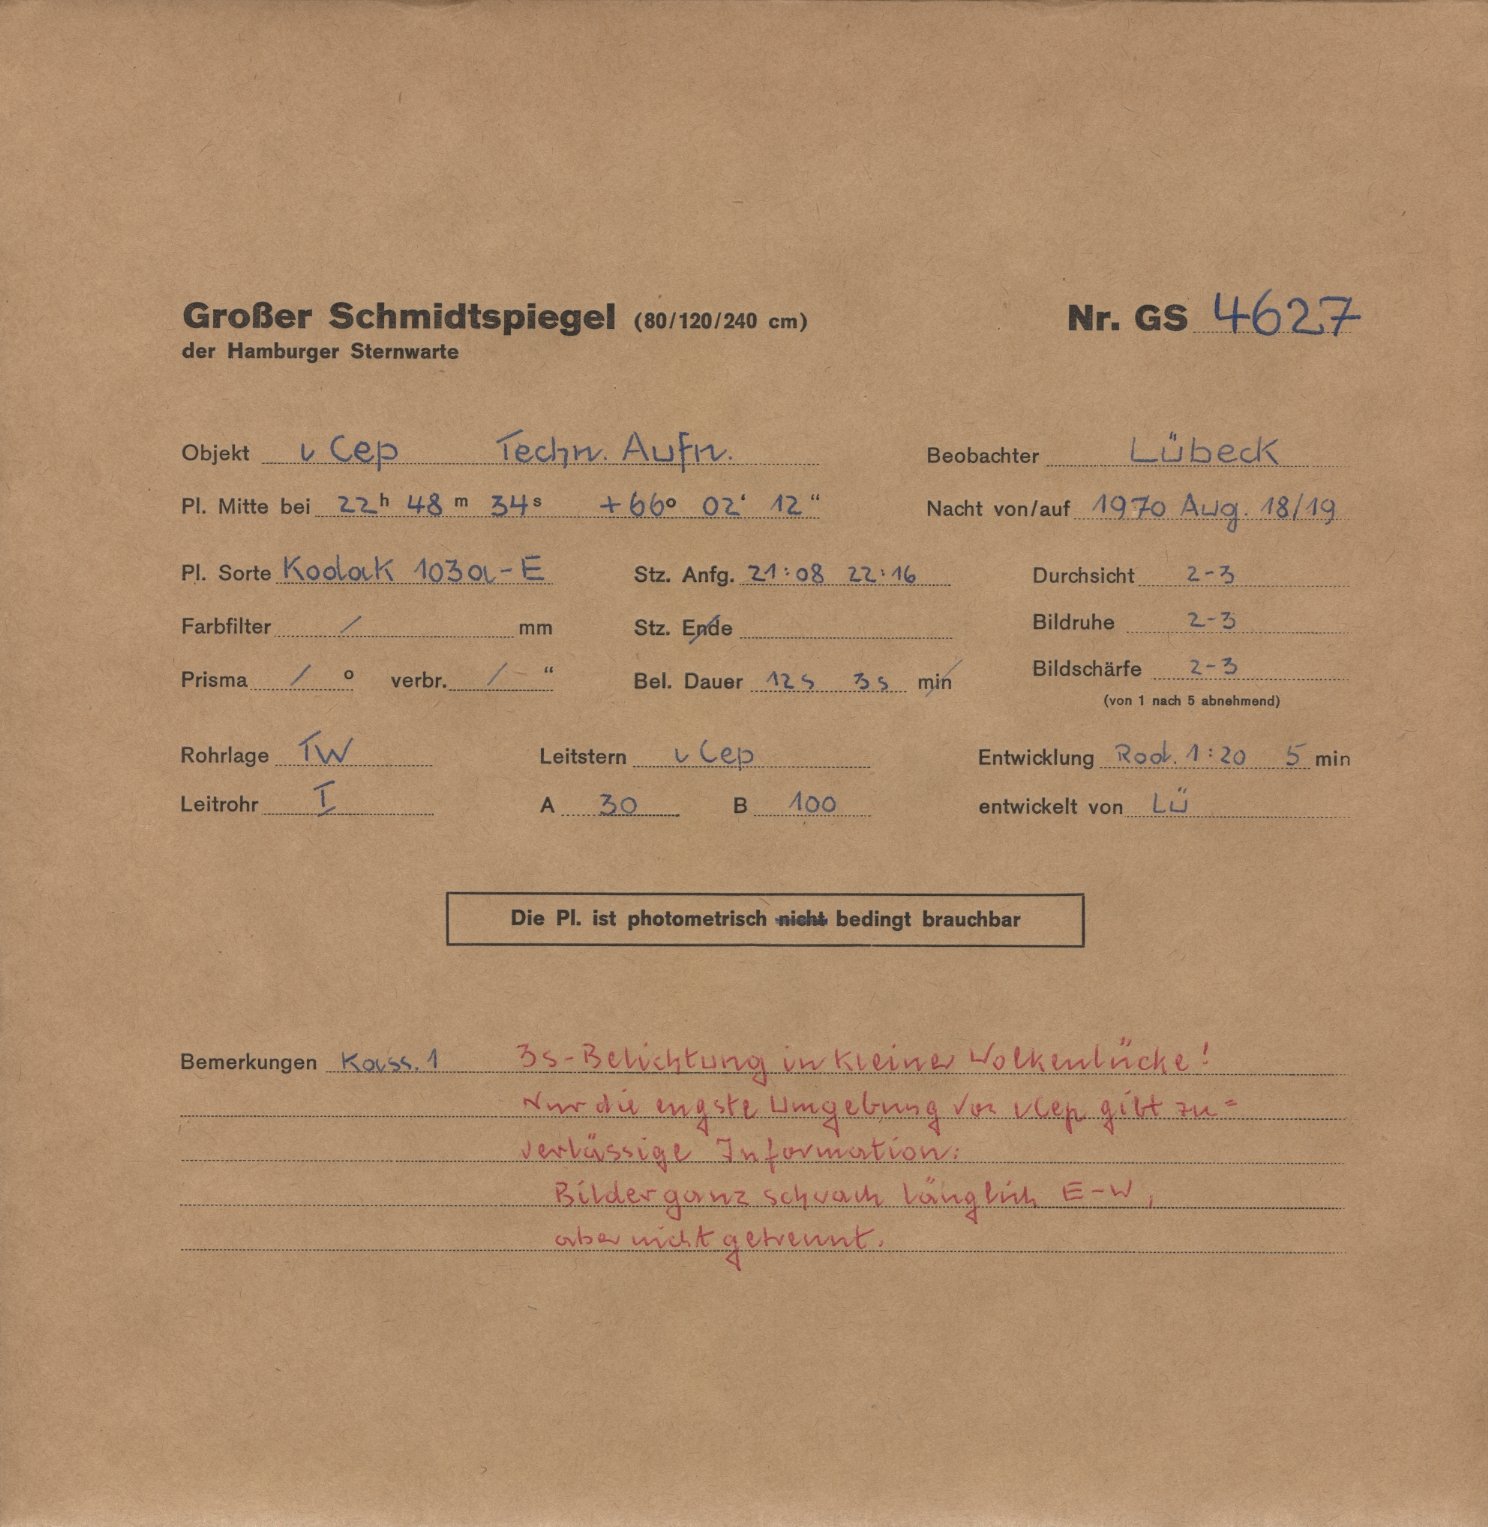 Großer Schmidtspiegel (80/120/240 cm) Nr. GS 4627
der Hamburger Sternwarte
Objekt ι Cep Techn. Aufn. Beobachter Lübeck
Pl. Mitte bei 22h 48m 34s +66° 02' 12" Nacht von/auf 1970 Aug. 18/19
Pl. Sorte Kodak 103a-E Stz. Anfg. 21:08 22:16 Durchsicht 2-3
Farbfilter / mm Stz. Ende Bildruhe 2-3
Prisma / ° verbr. / " Bel. Dauer 12s 3s min Bildschärfe 2-3
(von 1 nach 5 abnehmend)
Rohrlage TW Leitstern ι Cep Entwicklung Rod. 1:20 5 min
Leitrohr I A 30 B 100 entwickelt von Lü
Die Pl. ist photometrisch nicht bedingt brauchbar
Bemerkungen Kass. 1 3s-Belichtung in kleiner Wolkenlücke!
Nur die engste Umgebung von ιCep gibt zu=
verlässige Information:
Bilder ganz schwach länglich E-W,
aber nicht getrennt.